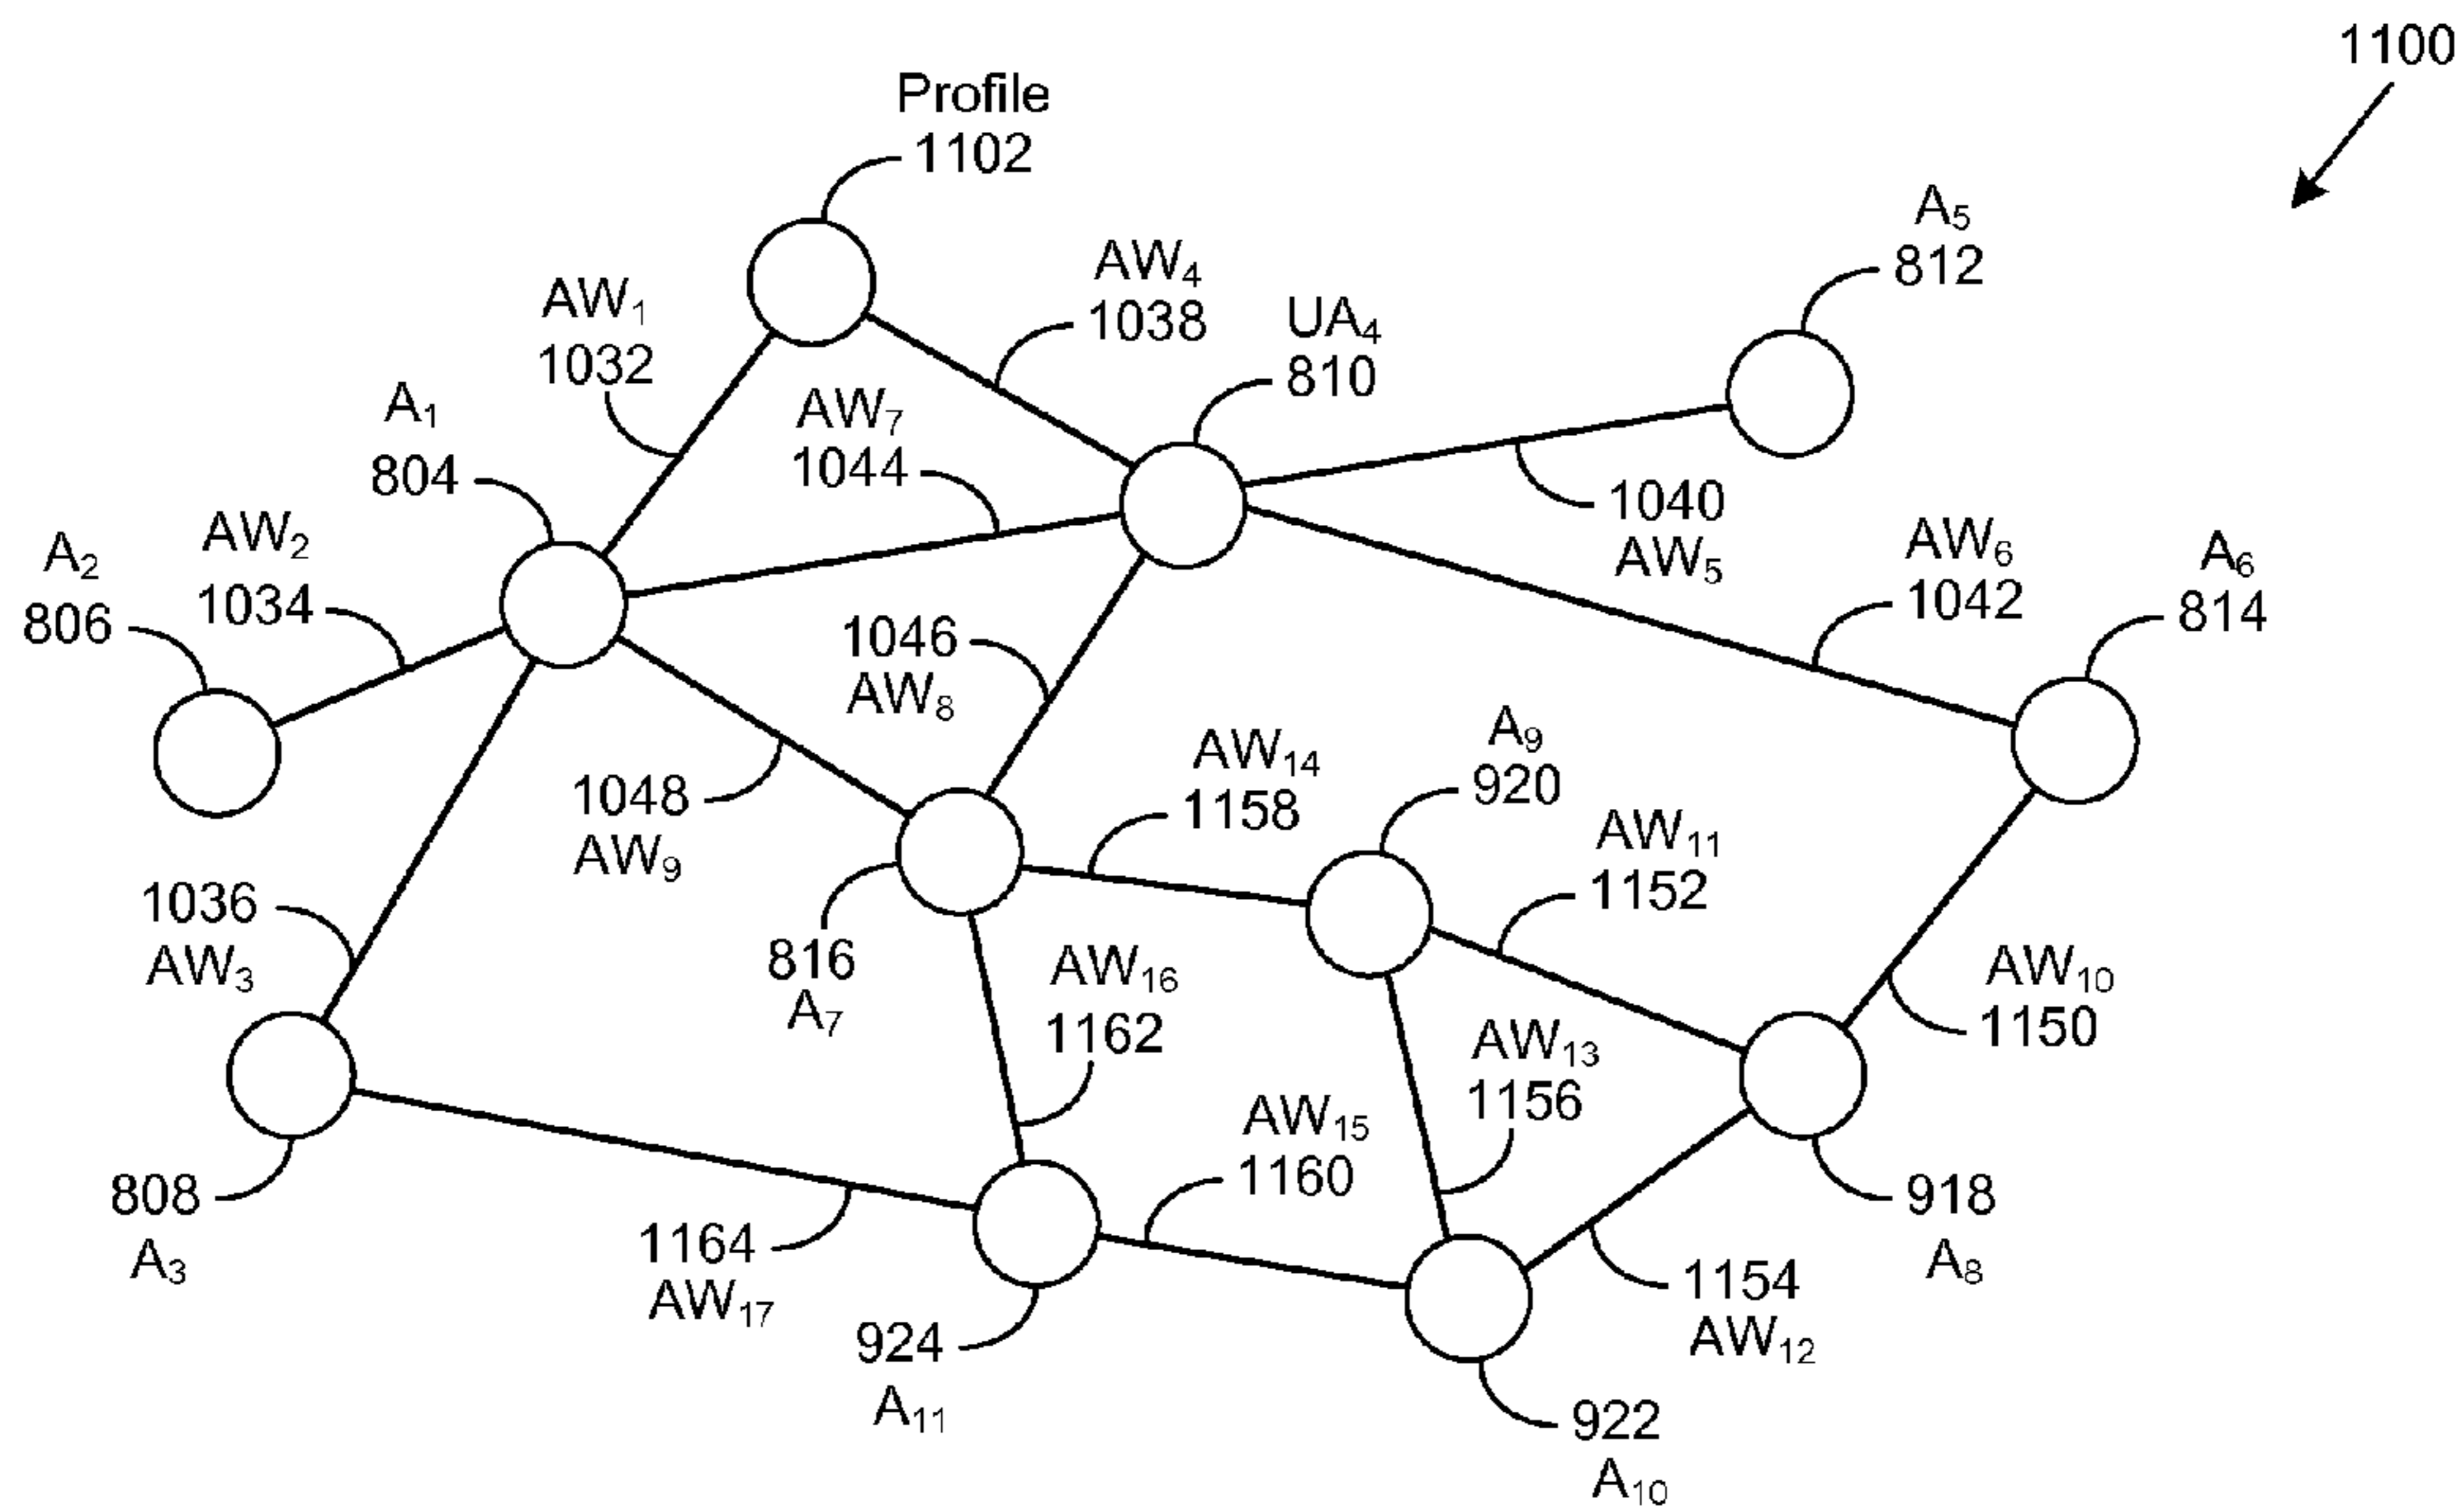 1100
Profile
1102
A₅
812
AW₄
1038
AW₁
1032
UA₄
810
A₁
804
AW₇
1044
1040
AW₅
A₂
806
AW₂
1034
AW₆
1042
A₆
814
1046
AW₈
1048
AW₉
AW₁₄
1158
A₉
920
AW₁₁
1152
1036
AW₃
816
A₇
AW₁₆
1162
AW₁₃
1156
AW₁₀
1150
AW₁₅
1160
808
A₃
1164
AW₁₇
918
A₈
1154
AW₁₂
924
A₁₁
922
A₁₀